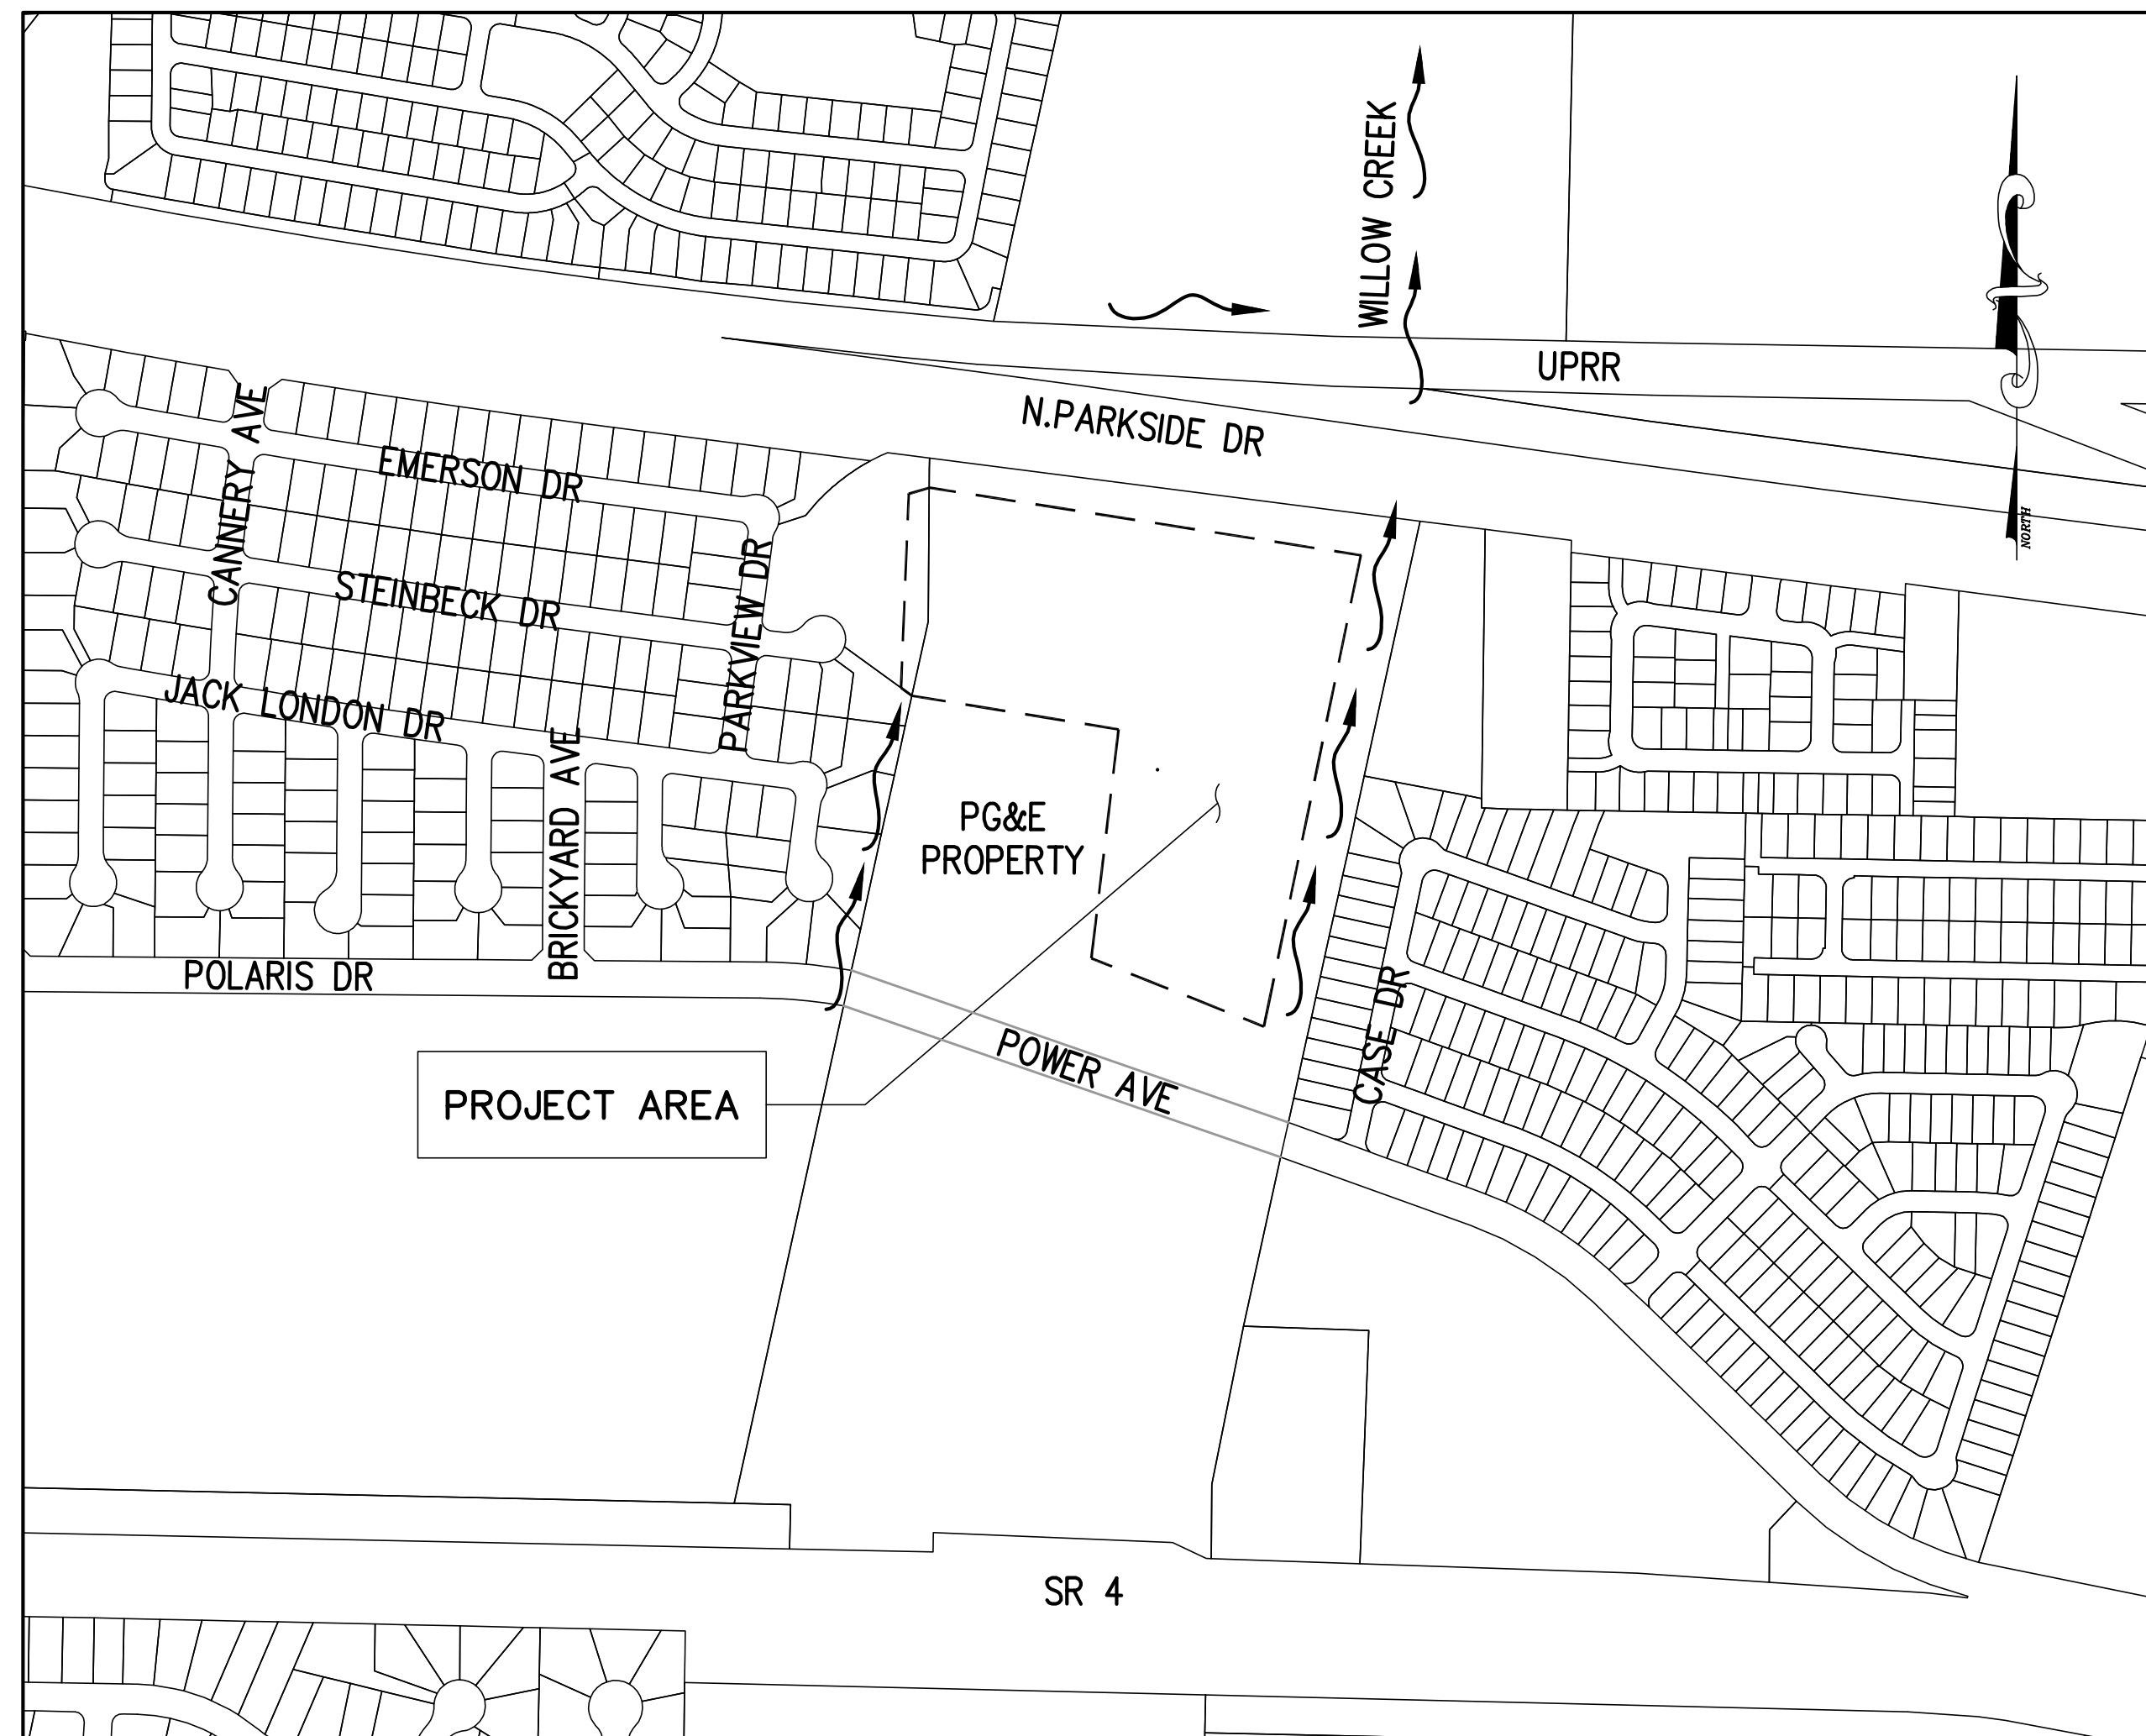 WILLOW CREEK
UPRR
N.PARKSIDE DR
CANNERY AVE
EMERSON DR
NORTH
STEINBECK DR
PARKVIEW DR
JACK LONDON DR
BRICKYARD AVE
PG&E
PROPERTY
POLARIS DR
CASE DR
POWER AVE
PROJECT AREA
SR 4